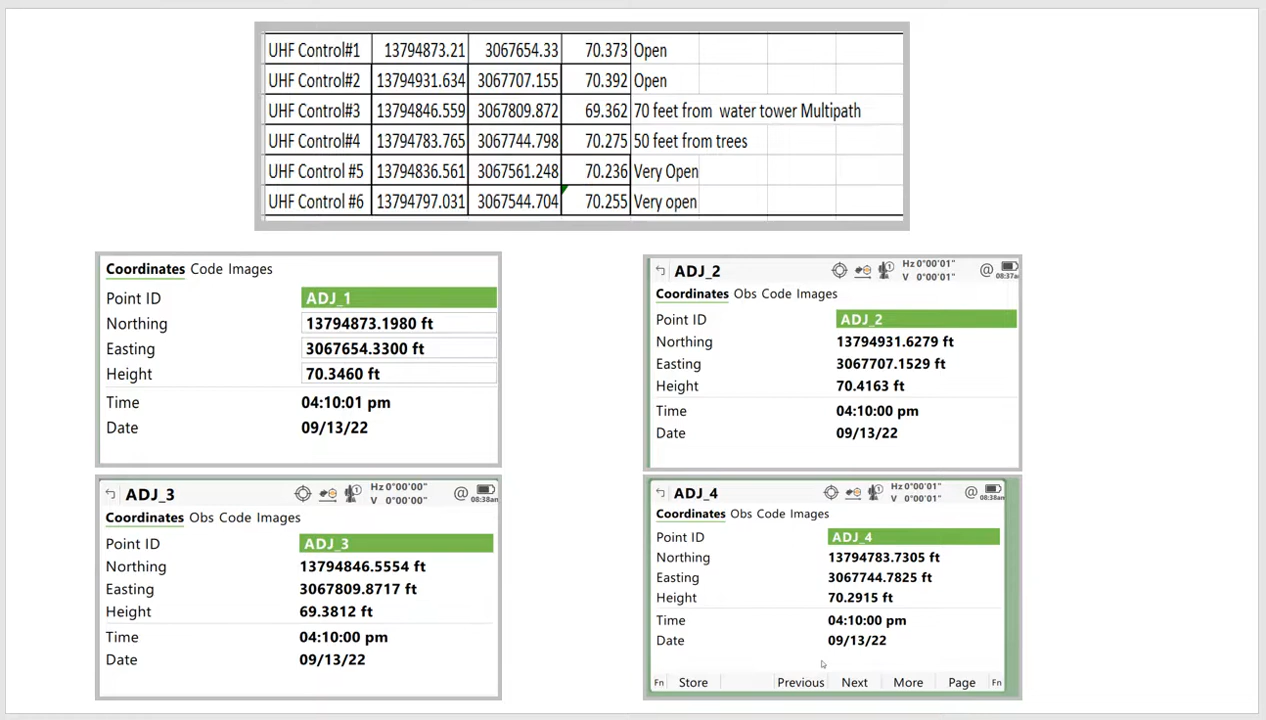 UHF Control#1 13794873.21 3067654.33 70.373 Open
UHF Control#2 13794931.634 3067707.155 70.392 Open
UHF Control#3 13794846.559 3067809.872 69.362 70 feet from water tower Multipath
UHF Control#4 13794783.765 3067744.798 70.275 50 feet from trees
UHF Control #5 13794836.561 3067561.248 70.236 Very Open
UHF Control #6 13794797.031 3067544.704 70.255 Very open
Coordinates Code Images
Point ID ADJ_1
Northing 13794873.1980 ft
Easting 3067654.3300 ft
Height 70.3460 ft
Time 04:10:01 pm
Date 09/13/22
ADJ_2 Hz 0°00'01" @
V 0°00'01" 08:37a
Coordinates Obs Code Images
Point ID ADJ_2
Northing 13794931.6279 ft
Easting 3067707.1529 ft
Height 70.4163 ft
Time 04:10:00 pm
Date 09/13/22
ADJ_3 Hz 0°00'00" @
V 0°00'00" 08:38am
Coordinates Obs Code Images
Point ID ADJ_3
Northing 13794846.5554 ft
Easting 3067809.8717 ft
Height 69.3812 ft
Time 04:10:00 pm
Date 09/13/22
ADJ_4 Hz 0°00'01" @
V 0°00'01" 08:38am
Coordinates Obs Code Images
Point ID ADJ_4
Northing 13794783.7305 ft
Easting 3067744.7825 ft
Height 70.2915 ft
Time 04:10:00 pm
Date 09/13/22
Fn Store Previous Next More Page Fn